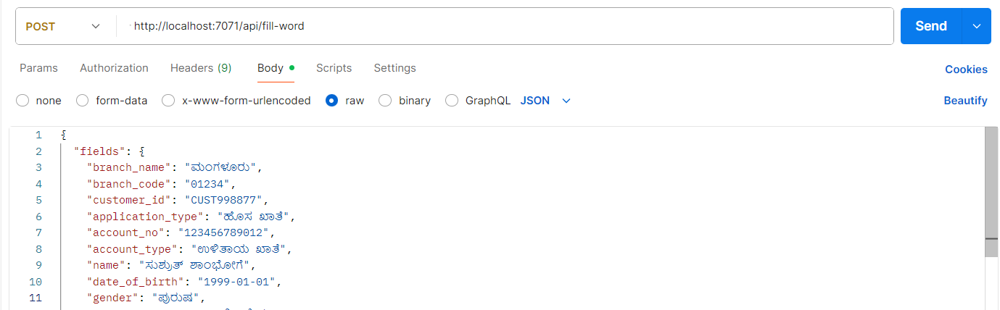 POST http://localhost:7071/api/fill-word Send
Params Authorization Headers (9) Body Scripts Settings Cookies
none form-data x-www-form-urlencoded raw binary GraphQL JSON Beautify
1 {
2 "fields": {
3 "branch_name": "ಮಂಗಳೂರು",
4 "branch_code": "01234",
5 "customer_id": "CUST998877",
6 "application_type": "ಹೊಸ ಖಾತೆ",
7 "account_no": "123456789012",
8 "account_type": "ಉಳಿತಾಯ ಖಾತೆ",
9 "name": "ಸುಶ್ರುತ್ ಶಾಂಭೋಗೆ",
10 "date_of_birth": "1999-01-01",
11 "gender": "ಪುರುಷ",